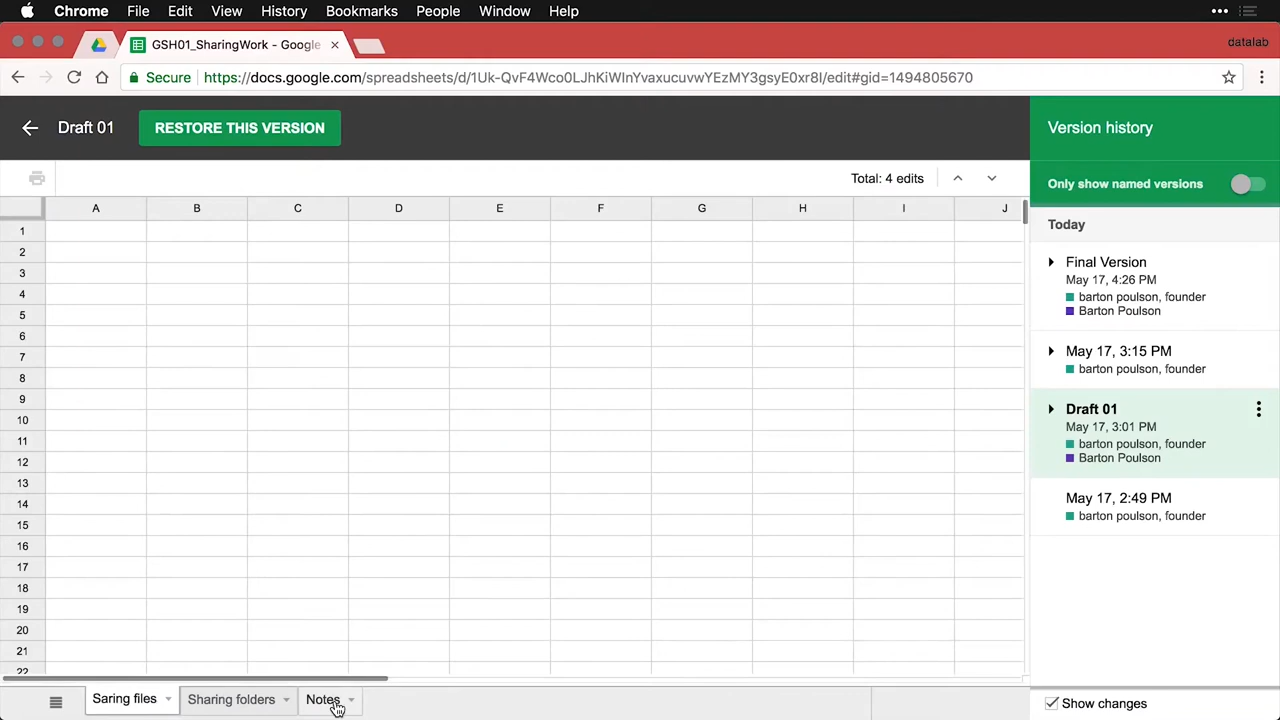 Chrome File Edit View History Bookmarks People Window Help
GSH01_SharingWork - Google
datalab
Secure https://docs.google.com/spreadsheets/d/1Uk-QvF4Wco0LJhKiWInYvaxucuvwYEzMY3gsyE0xr8I/edit#gid=1494805670
Draft 01 RESTORE THIS VERSION
Version history
Total: 4 edits
Only show named versions
A B C D E F G H I J
1
2
3
4
5
6
7
8
9
10
11
12
13
14
15
16
17
18
19
20
21
22
Today
Final Version
May 17, 4:26 PM
barton poulson, founder
Barton Poulson
May 17, 3:15 PM
barton poulson, founder
Draft 01
May 17, 3:01 PM
barton poulson, founder
Barton Poulson
May 17, 2:49 PM
barton poulson, founder
Saring files Sharing folders Notes
Show changes